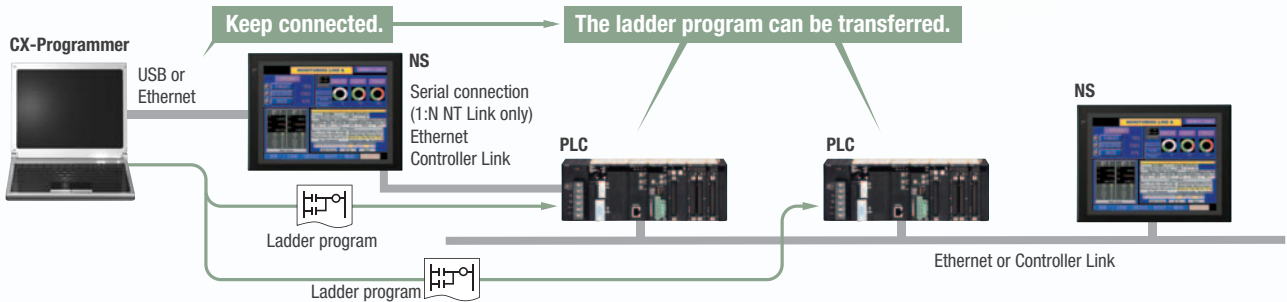 Keep connected.
The ladder program can be transferred.
CX-Programmer
USB or
Ethernet
NS
Serial connection
(1:N NT Link only)
Ethernet
Controller Link
PLC
PLC
NS
Ladder program
Ladder program
Ethernet or Controller Link